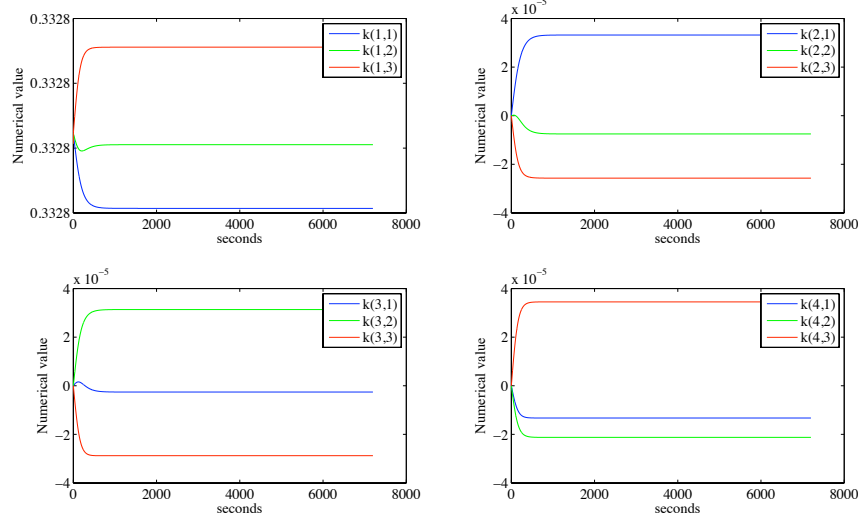 0.3328
0.3328
0.3328
0.3328
Numerical value
0
2000
4000
6000
8000
seconds
k(1,1)
k(1,2)
k(1,3)
x 10⁻⁵
4
2
0
−2
−4
Numerical value
0
2000
4000
6000
8000
seconds
k(2,1)
k(2,2)
k(2,3)
x 10⁻⁵
4
2
0
−2
−4
Numerical value
0
2000
4000
6000
8000
seconds
k(3,1)
k(3,2)
k(3,3)
x 10⁻⁵
4
2
0
−2
−4
Numerical value
0
2000
4000
6000
8000
seconds
k(4,1)
k(4,2)
k(4,3)